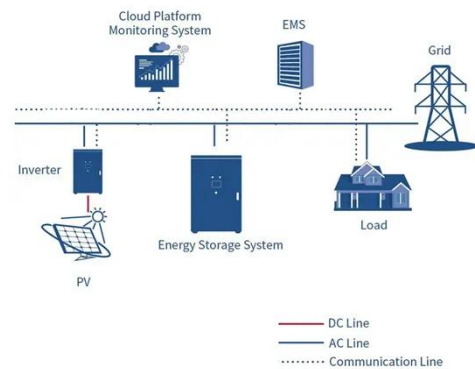 Cloud Platform
Monitoring System
EMS
Grid
Inverter
Energy Storage System
Load
PV
DC Line
AC Line
Communication Line